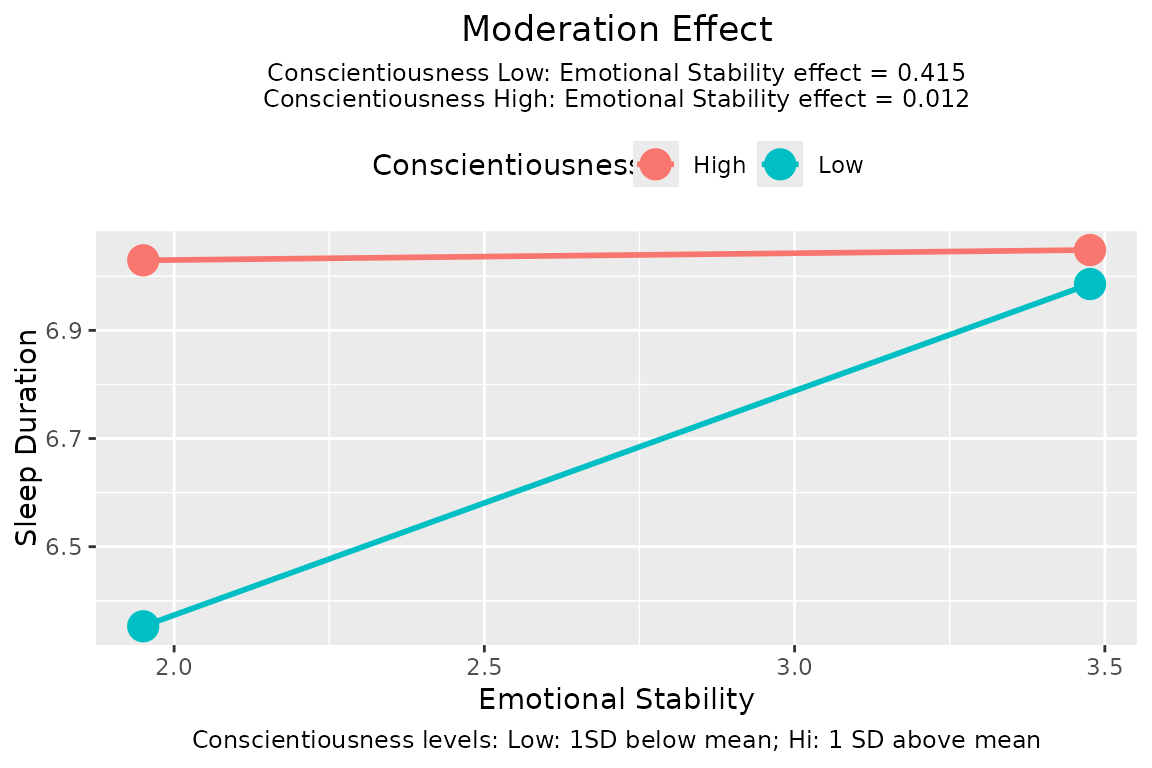 Moderation Effect
Conscientiousness Low: Emotional Stability effect = 0.415
Conscientiousness High: Emotional Stability effect = 0.012
Conscientiousness High Low
6.9
6.7
6.5
Sleep Duration
2.0 2.5 3.0 3.5
Emotional Stability
Conscientiousness levels: Low: 1SD below mean; Hi: 1 SD above mean